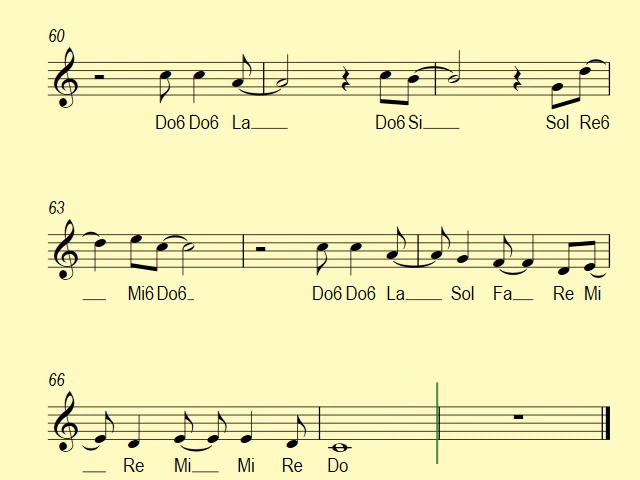 60
Do6 Do6 La Do6 Si Sol Re6
63
Mi6 Do6 Do6 Do6 La Sol Fa Re Mi
66
Re Mi Mi Re Do